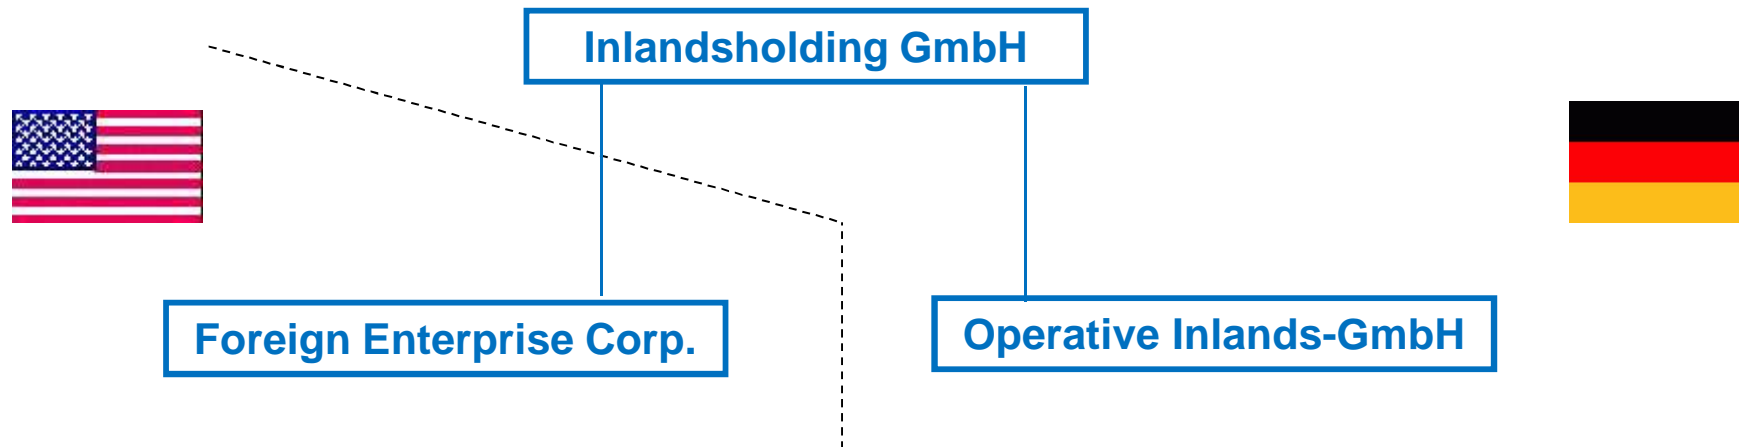 Inlandsholding GmbH
Foreign Enterprise Corp.
Operative Inlands-GmbH